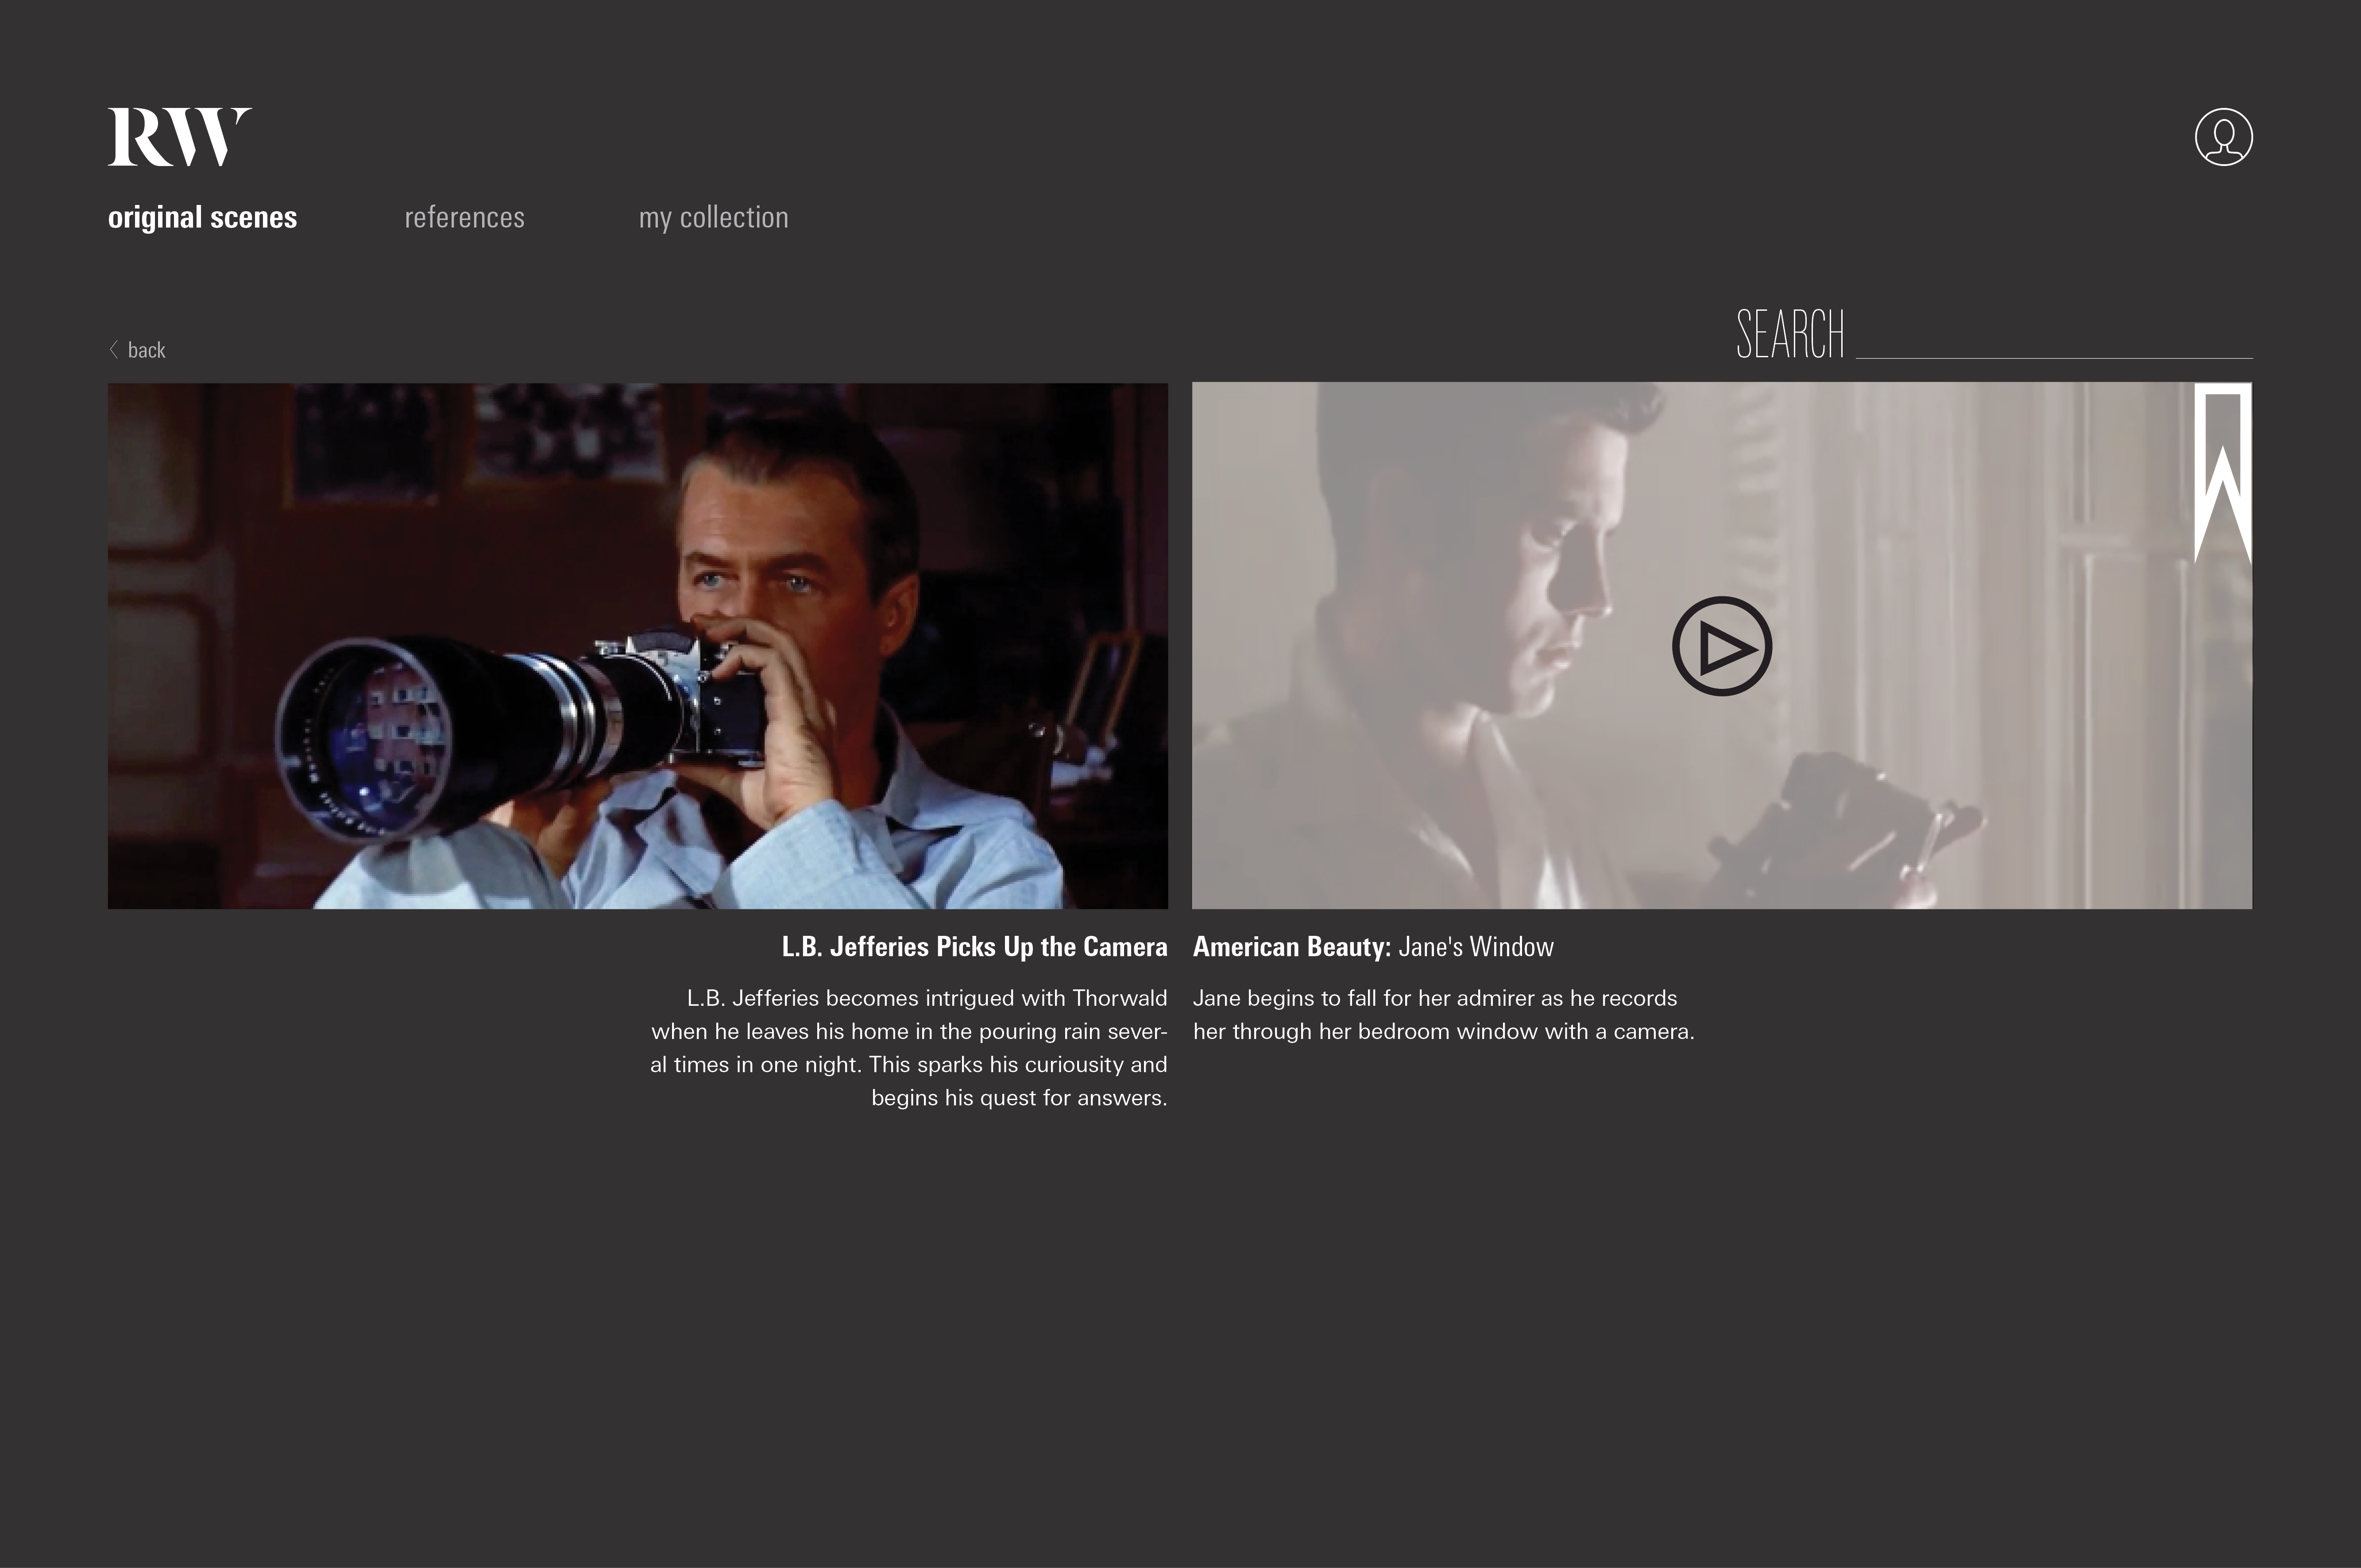 RW
original scenes references my collection
SEARCH
back
L.B. Jefferies Picks Up the Camera
L.B. Jefferies becomes intrigued with Thorwald
when he leaves his home in the pouring rain sever-
al times in one night. This sparks his curiousity and
begins his quest for answers.
American Beauty: Jane's Window
Jane begins to fall for her admirer as he records
her through her bedroom window with a camera.